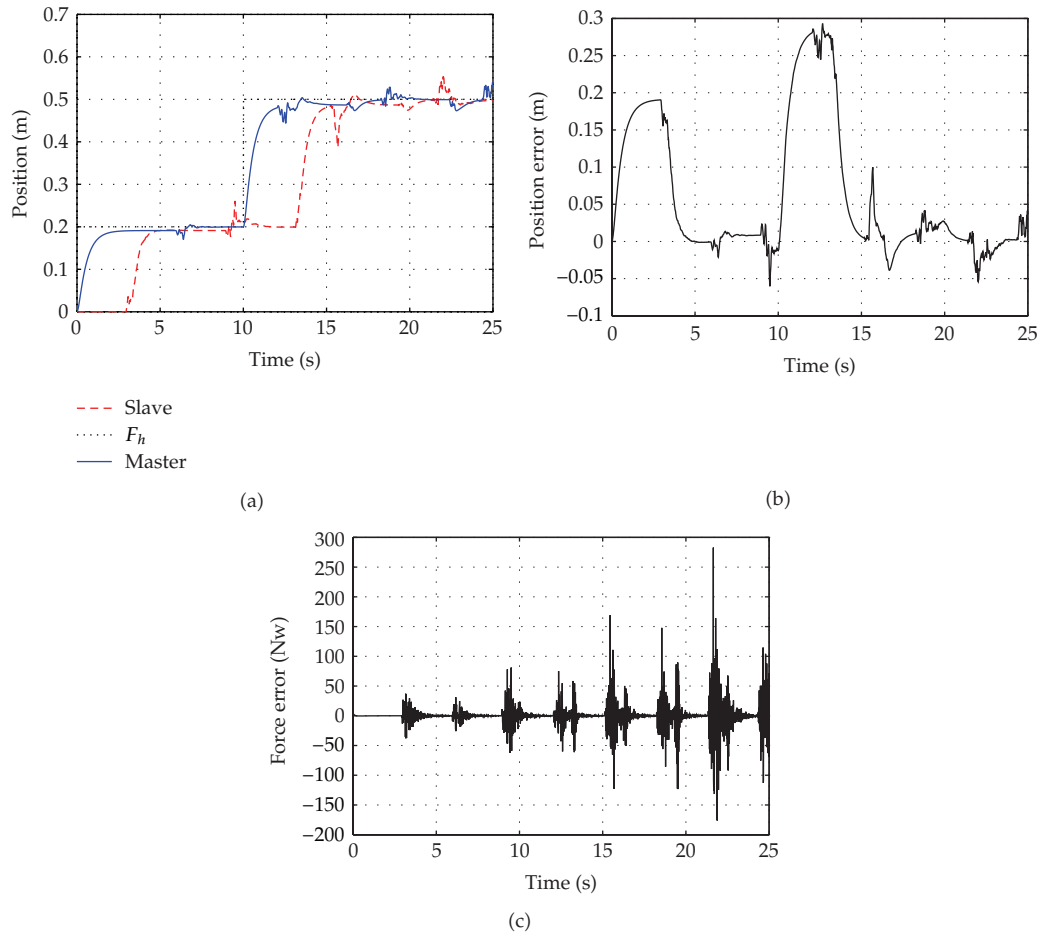 0.7
0.6
0.5
0.4
0.3
0.2
0.1
0
Position (m)
0 5 10 15 20 25
Time (s)
Slave
F_h
Master
(a)
0.3
0.25
0.2
0.15
0.1
0.05
0
−0.05
−0.1
Position error (m)
0 5 10 15 20 25
Time (s)
(b)
300
250
200
150
100
50
0
−50
−100
−150
−200
Force error (Nw)
0 5 10 15 20 25
Time (s)
(c)